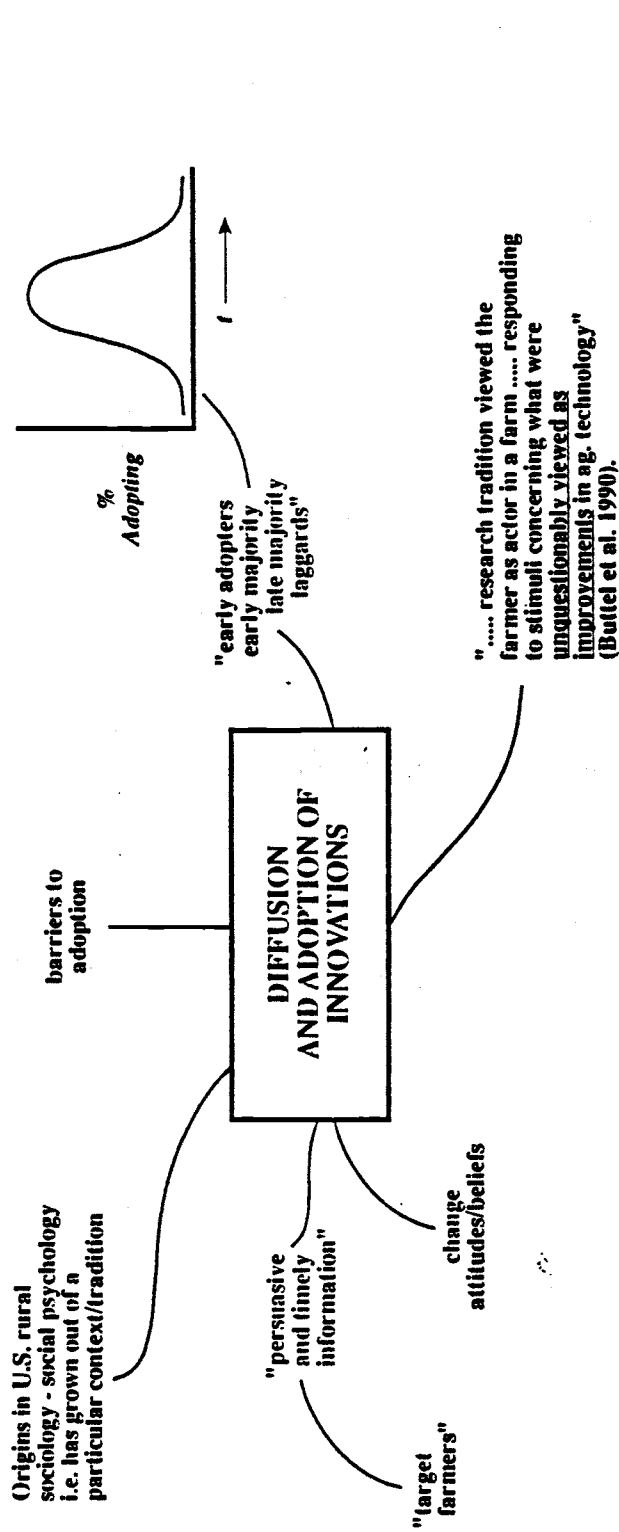 Origins in U.S. rural
sociology - social psychology
i.e. has grown out of a
particular context/tradition
barriers to
adoption
%
Adopting
t
"early adopters
early majority
late majority
laggards"
DIFFUSION
AND ADOPTION OF
INNOVATIONS
"persuasive
and timely
information"
"target
farmers"
change
attitudes/beliefs
"..... research tradition viewed the
farmer as actor in a farm ..... responding
to stimuli concerning what were
unquestionably viewed as
improvements in ag. technology"
(Buttel et al. 1990).